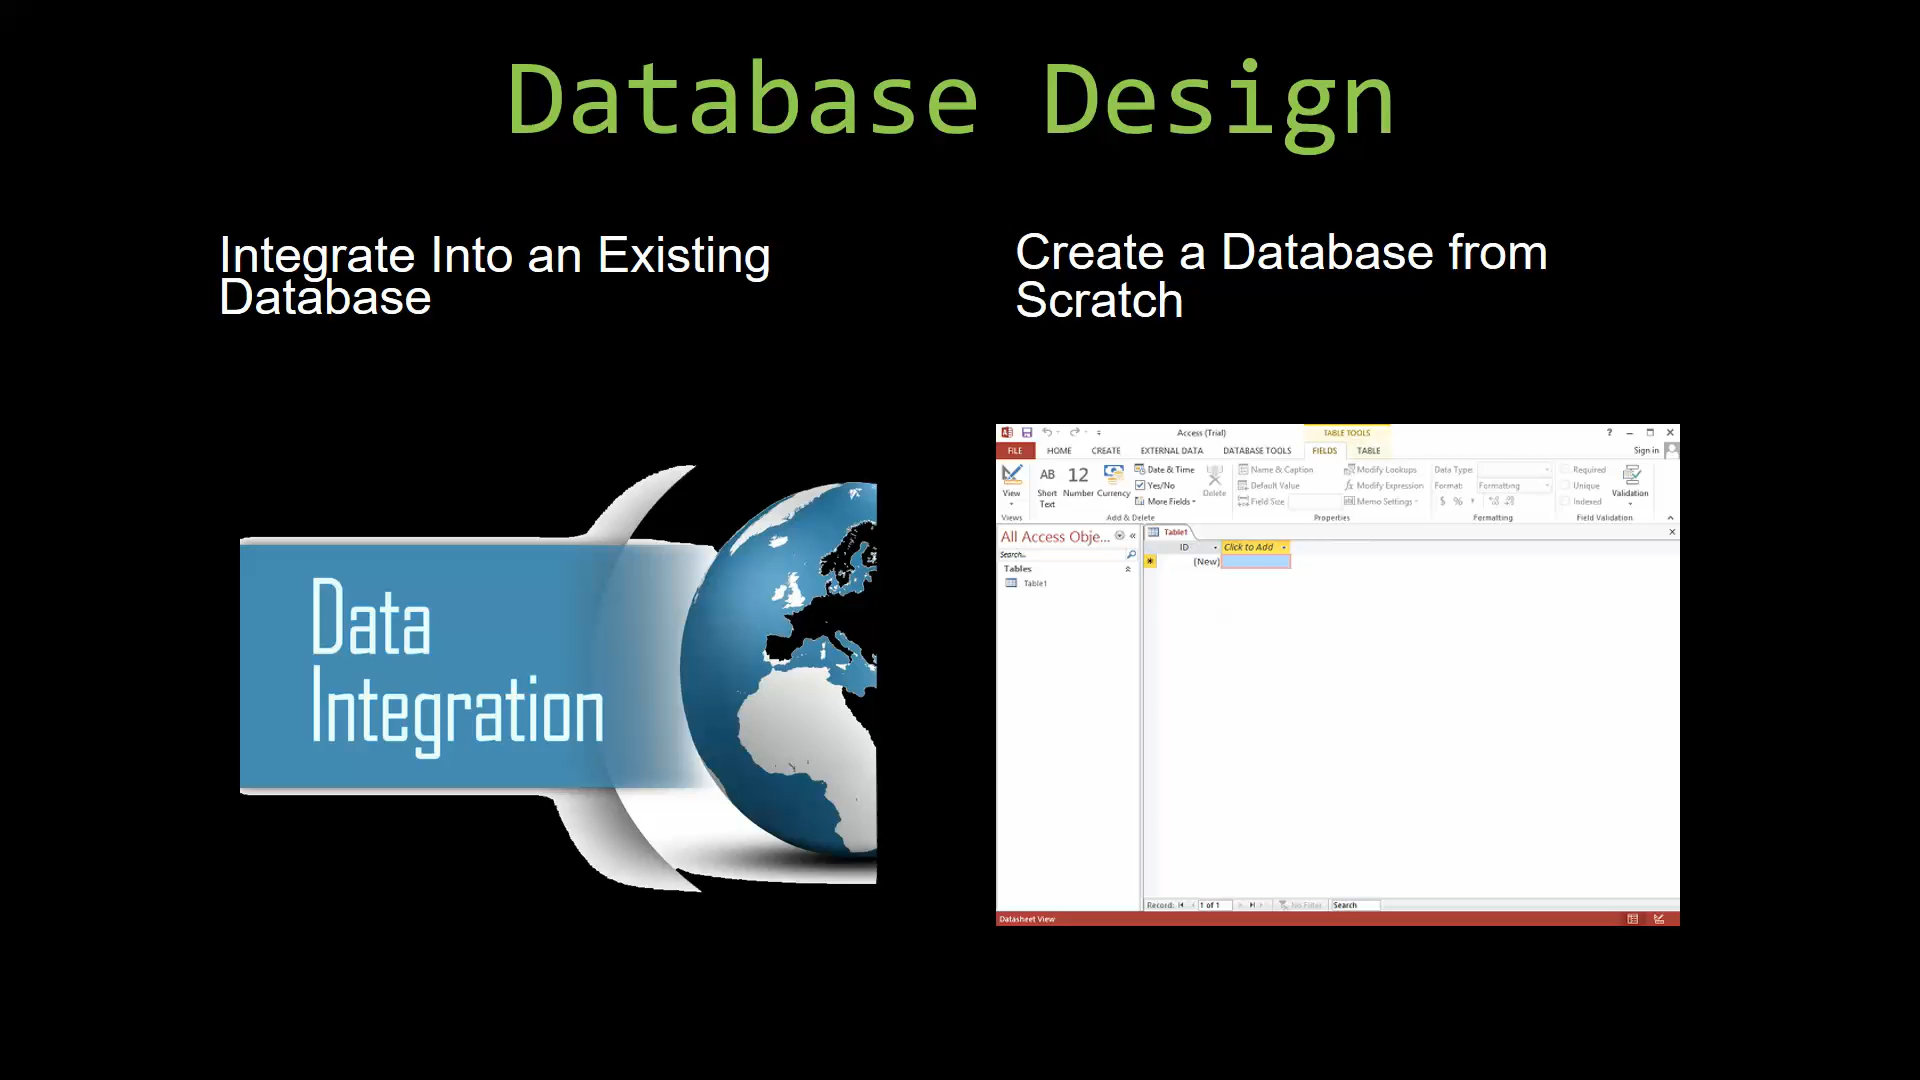 Database Design
Integrate Into an Existing
Database
Create a Database from
Scratch
Data
Integration
Access (Trial)
TABLE TOOLS
?
FILE HOME CREATE EXTERNAL DATA DATABASE TOOLS FIELDS TABLE Sign in
View
Views
AB
Short
Text
12
Number
Currency
Date & Time
Yes/No
More Fields
Delete
Add & Delete
Name & Caption
Default Value
Field Size
Modify Lookups
fx Modify Expression
Memo Settings
Properties
Data Type:
Format: Formatting
$ %
Formatting
Required
Unique
Indexed
Validation
Field Validation
All Access Obje...
Search...
Tables
Table1
Table1
ID Click to Add
(New)
Record: 1 of 1 No Filter Search
Datasheet View